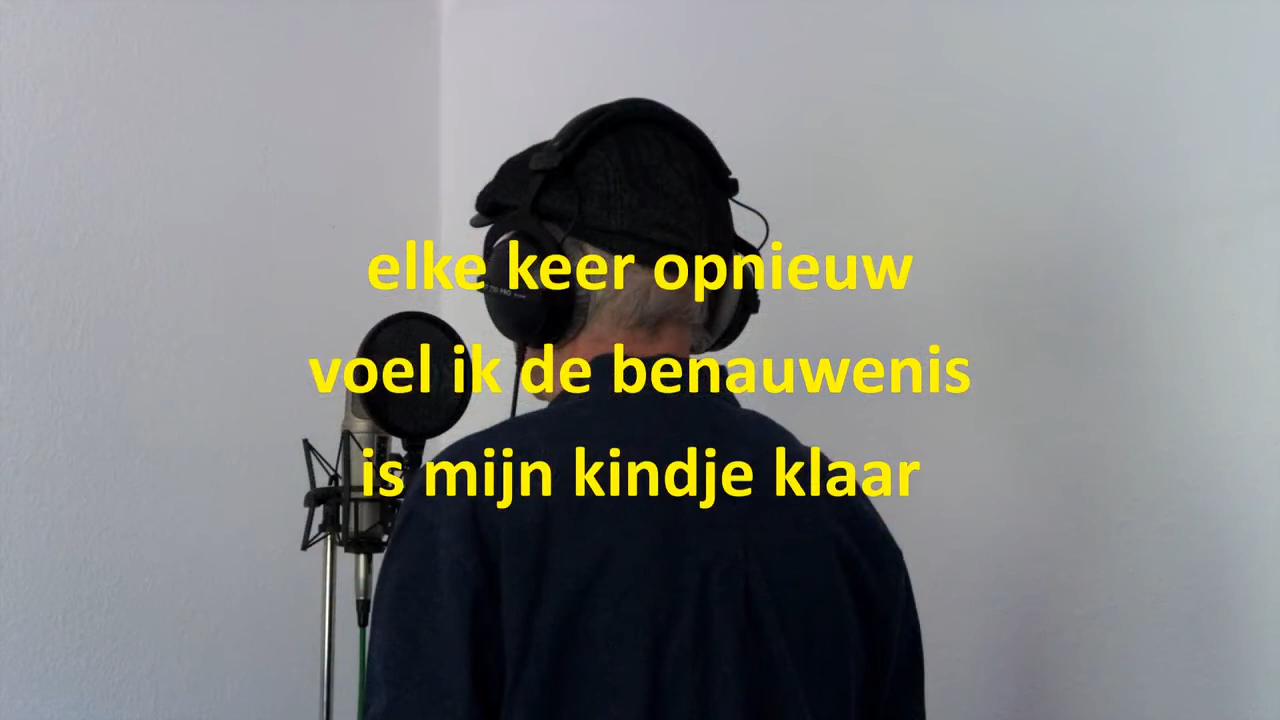 elke keer opnieuw
voel ik de benauwenis
is mijn kindje klaar